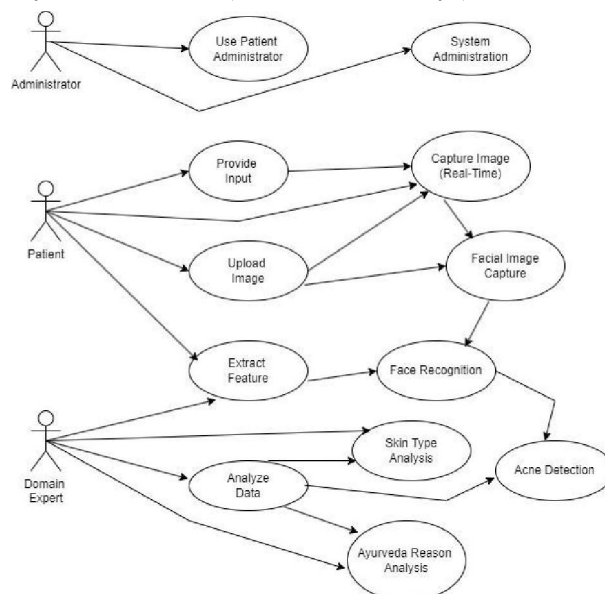 Use Patient
Administrator
System
Administration
Administrator
Provide
Input
Capture Image
(Real-Time)
Patient
Upload
Image
Facial Image
Capture
Extract
Feature
Face Recognition
Domain
Expert
Skin Type
Analysis
Analyze
Data
Acne Detection
Ayurveda Reason
Analysis